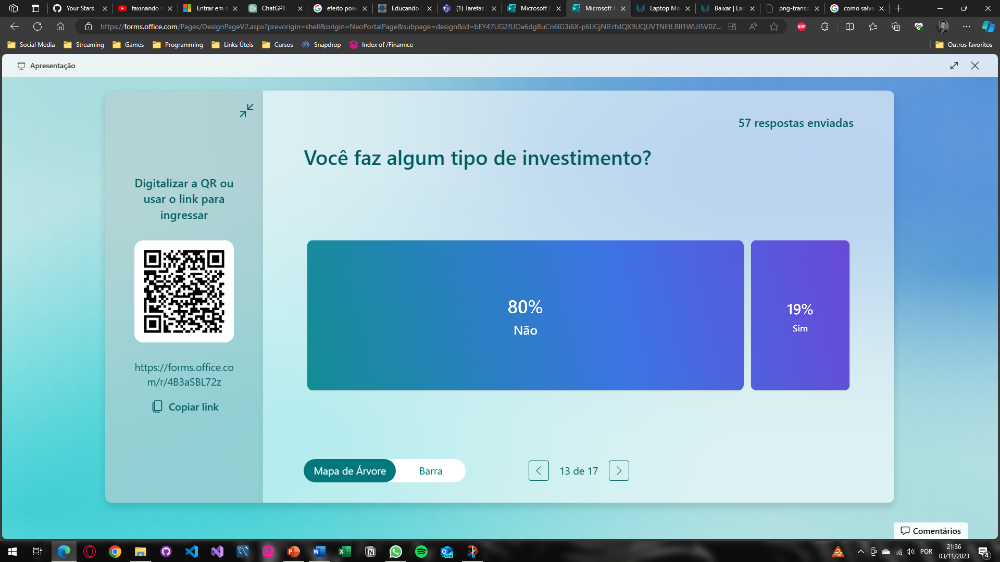 Your Stars
faxinando
Entrar em s
ChatGPT
efeito pow
Educando
(1) Tarefas |
Microsoft F
Microsoft F
Laptop Mo
Baixar | Lap
png-transp
como salva
https://forms.office.com/Pages/DesignPageV2.aspx?prevorigin=shell&origin=NeoPortalPage&subpage=design&id=
ABP
Social Media
Streaming
Games
Programming
Links Úteis
Cursos
Snapdrop
Index of /Finannce
Outros favoritos
Apresentação
57 respostas enviadas
Você faz algum tipo de investimento?
Digitalizar a QR ou
usar o link para
ingressar
https://forms.office.co
m/r/4B3aSBL72z
Copiar link
80%
Não
19%
Sim
Mapa de Árvore
Barra
13 de 17
Comentários
POR
21:36
03/11/2023
4